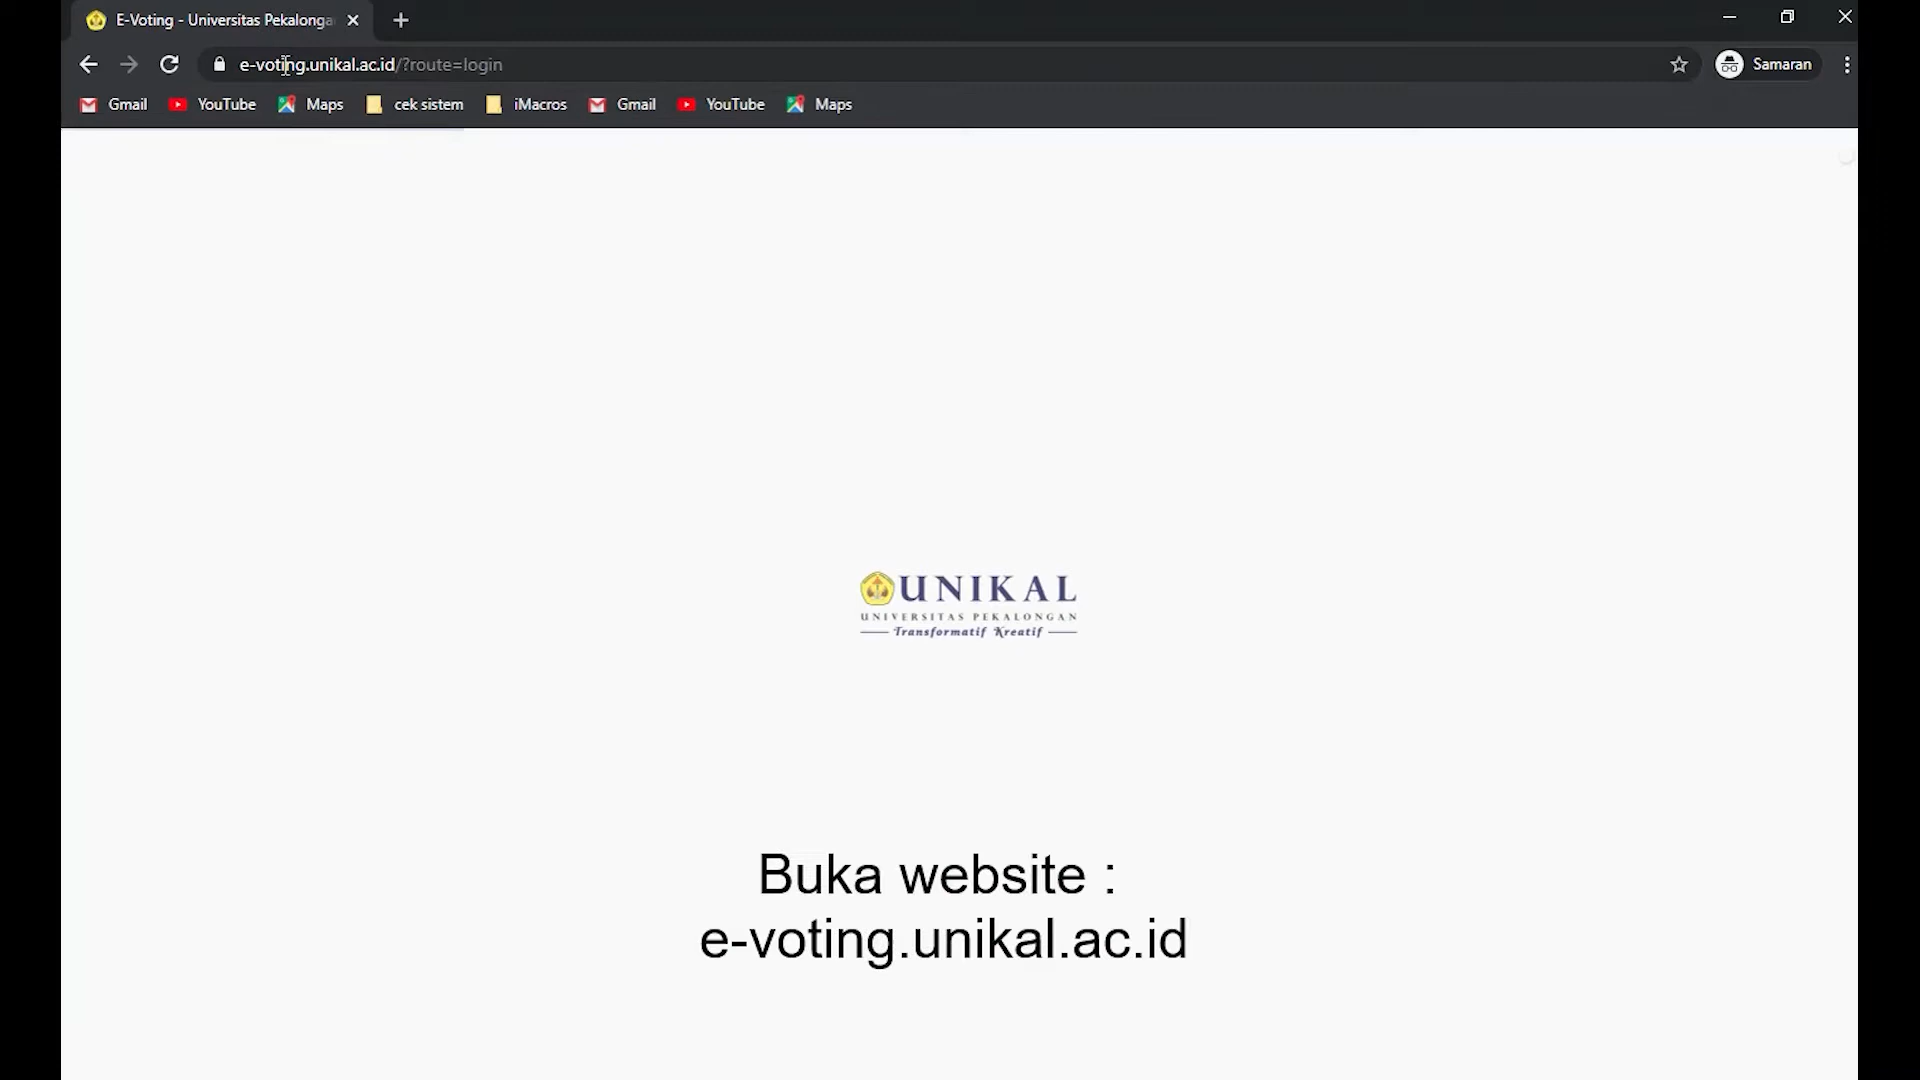 E-Voting - Universitas Pekalonga
e-voting.unikal.ac.id/?route=login
Samaran
Gmail YouTube Maps cek sistem iMacros Gmail YouTube Maps
UNIKAL
UNIVERSITAS PEKALONGAN
Transformatif Kreatif
Buka website :
e-voting.unikal.ac.id